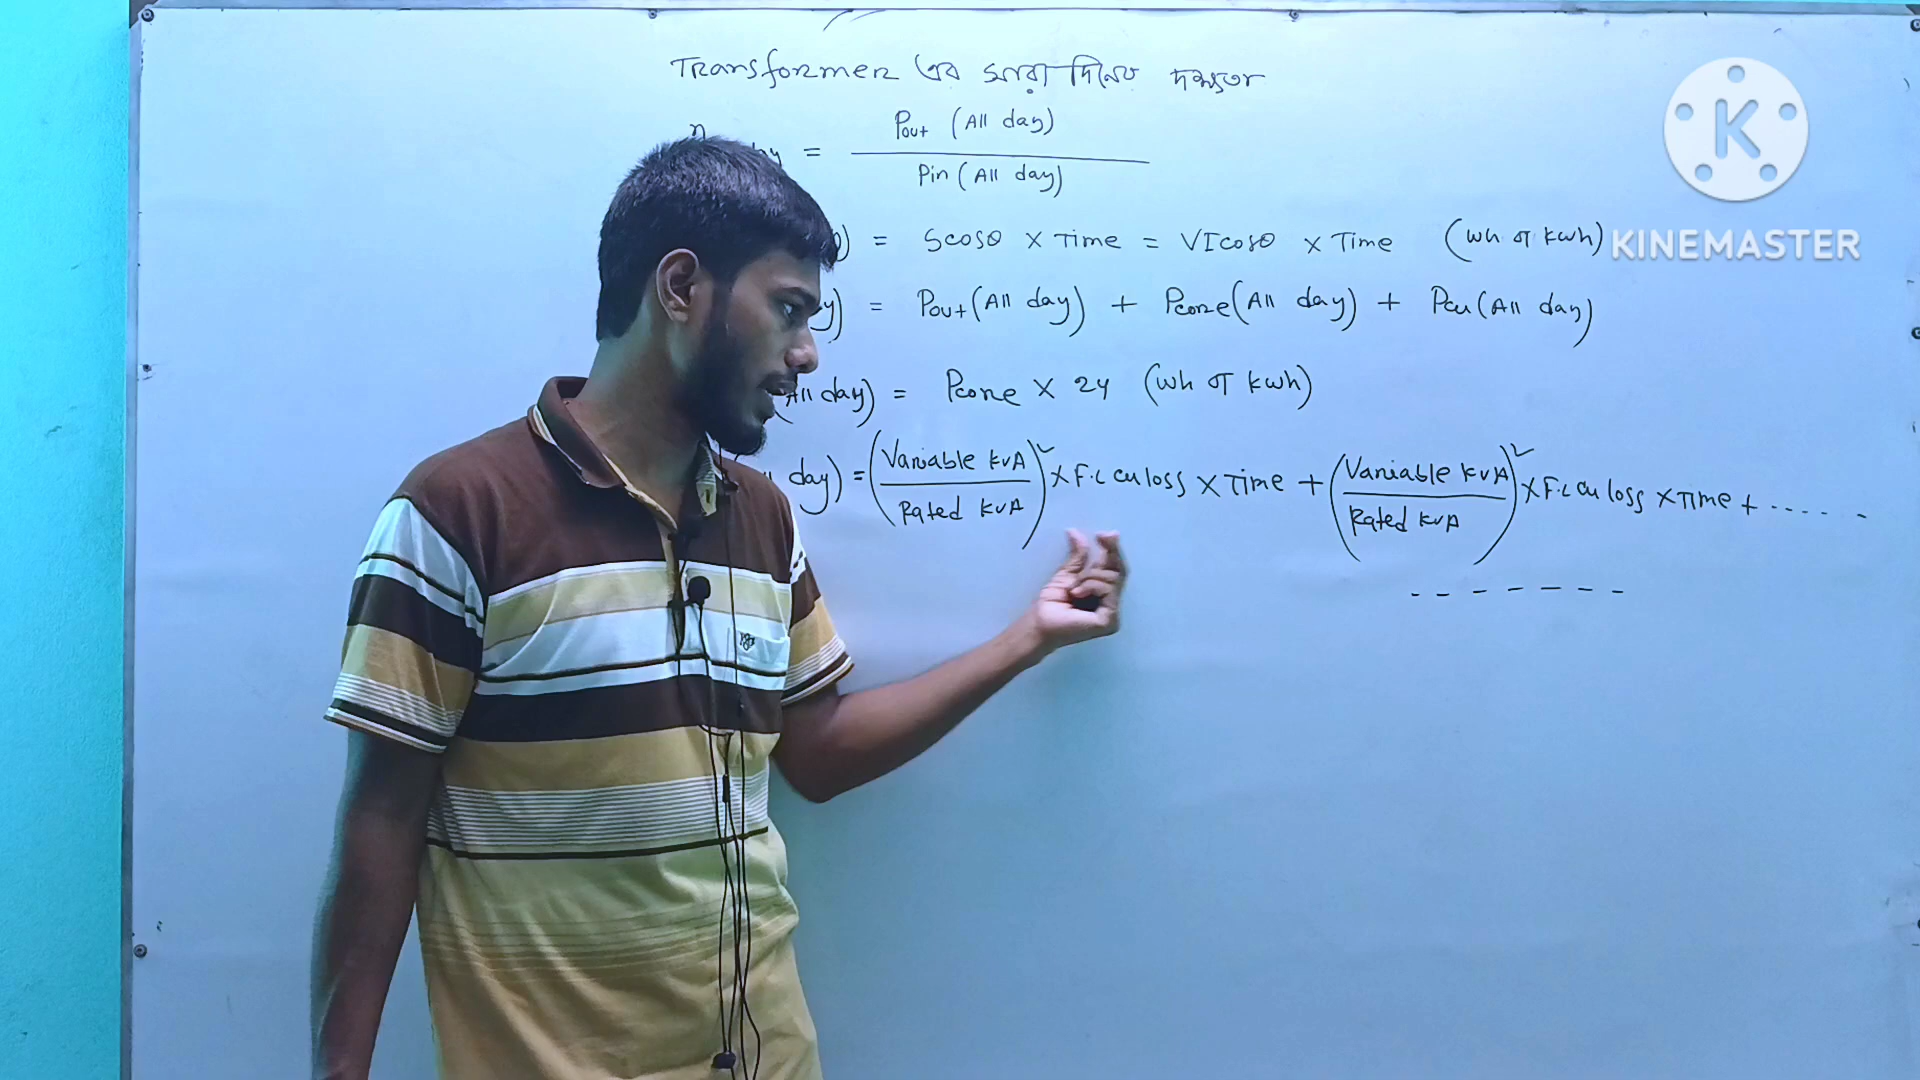 Transformer এর সারা দিনের দক্ষতা
η = Pout (All day)
Pin (All day)
= Scosθ × Time = VIcosθ × Time (Wh বা kwh)
= Pout (All day) + Pcore (All day) + Pcu (All day)
(All day) = Pcore × 24 (Wh বা kwh)
day) = (Variable kVA / Rated kVA)² × F.L cu loss × Time + (Variable kVA / Rated kVA)² × F.L cu loss × Time + ......
- - - - - - -
K
KINEMASTER